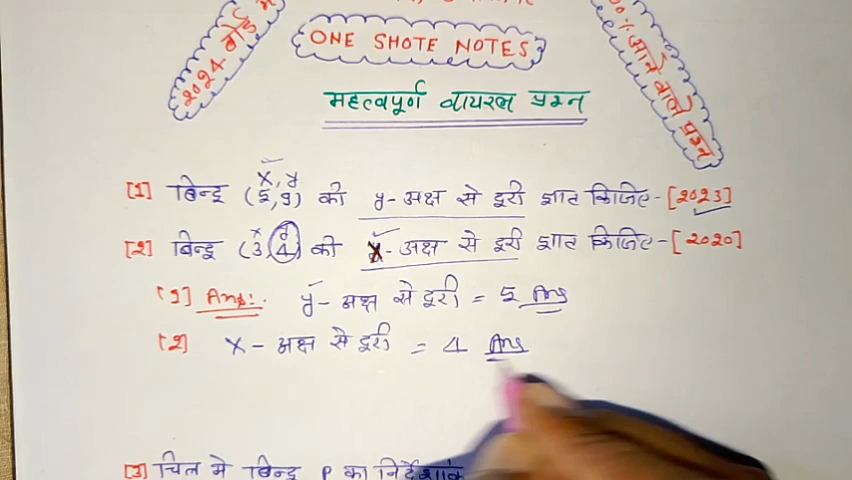 2024 बोर्ड में
ONE SHOTE NOTES
100% आने वाले प्रश्न
महत्वपूर्ण वायरल प्रश्न
x, y
[1] बिन्दू (5,9) की y-अक्ष से दूरी ज्ञात किजिए-[2023]
x y
[2] बिन्दू (3,4) की x-अक्ष से दूरी ज्ञात किजिए-[2020]
[1] Ans:. y-अक्ष से दूरी = 5 Ans
[2] x-अक्ष से दूरी = 4 Ans
[3] चित्र मे बिन्दू P का निर्देशांक